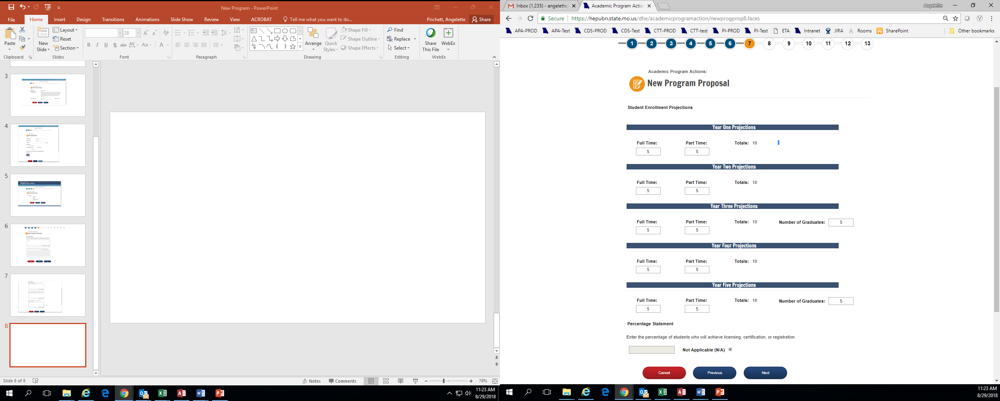 New Program - PowerPoint
File Home Insert Design Transitions Animations Slide Show Review View ACROBAT Tell me what you want to do... Prichett, Angelette Share
Paste
New Slide
Layout
Reset
Section
28
B I U S abc AV Aa A
Arrange
Quick Styles
Shape Fill
Shape Outline
Shape Effects
Find
Replace
Select
Share This File
WebEx
Clipboard Slides Font Paragraph Drawing Editing WebEx
3
4
5
Higher Education
6
New Program Proposal
7
8
Slide 8 of 8 Notes Comments 76%
11:23 AM
8/29/2018
Inbox (1,235) - angelettep
Academic Program Action
Angelette
Secure https://hepubn.state.mo.us/dhe/academicprogramaction/newprogprop8.faces
APA-PROD APA-Test CDS-PROD CDS-Test CTT-PROD CTT-test PI-PROD PI-Test ETA Intranet JIRA Rooms SharePoint Other bookmarks
1 2 3 4 5 6 7 8 9 10 11 12 13
Academic Program Actions:
New Program Proposal
Student Enrollment Projections
Year One Projections
Full Time: Part Time: Totals: 10
5 5
Year Two Projections
Full Time: Part Time: Totals: 10
5 5
Year Three Projections
Full Time: Part Time: Totals: 10 Number of Graduates: 5
5 5
Year Four Projections
Full Time: Part Time: Totals: 10
5 5
Year Five Projections
Full Time: Part Time: Totals: 10 Number of Graduates: 5
5 5
Percentage Statement
Enter the percentage of students who will achieve licensing, certification, or registration.
Not Applicable (N/A)
Cancel Previous Next
11:23 AM
8/29/2018